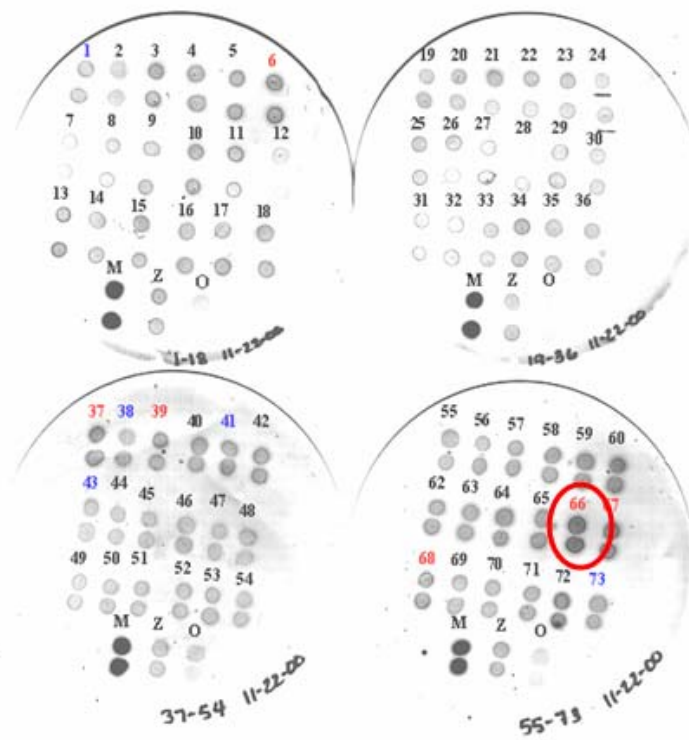 1 2 3 4 5 6
7 8 9 10 11 12
13 14 15 16 17 18
M Z O
1-18 11-22-00
19 20 21 22 23 24
25 26 27 28 29 30
31 32 33 34 35 36
M Z O
19-36 11-22-00
37 38 39 40 41 42
43 44 45 46 47 48
49 50 51 52 53 54
M Z O
37-54 11-22-00
55 56 57 58 59 60
62 63 64 65 66 67
68 69 70 71 72 73
M Z O
55-73 11-22-00